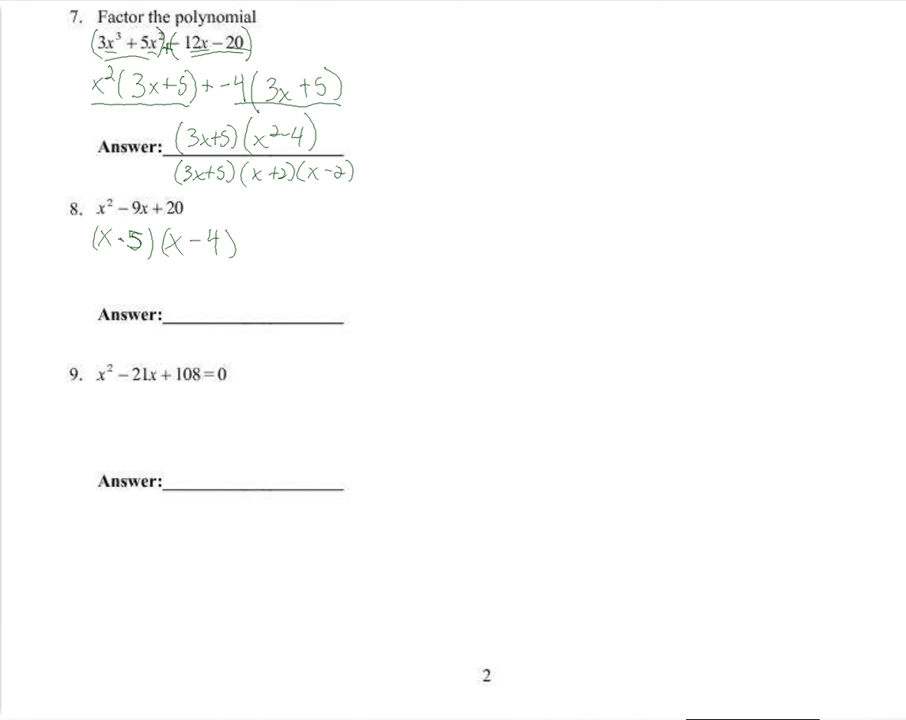 7. Factor the polynomial
(3x³ + 5x²)+(- 12x - 20)
x²(3x+5)+-4(3x+5)
Answer: (3x+5)(x²-4)
(3x+5)(x+2)(x-2)
8. x² - 9x + 20
(x-5)(x-4)
Answer:
9. x² - 21x + 108 = 0
Answer:
2